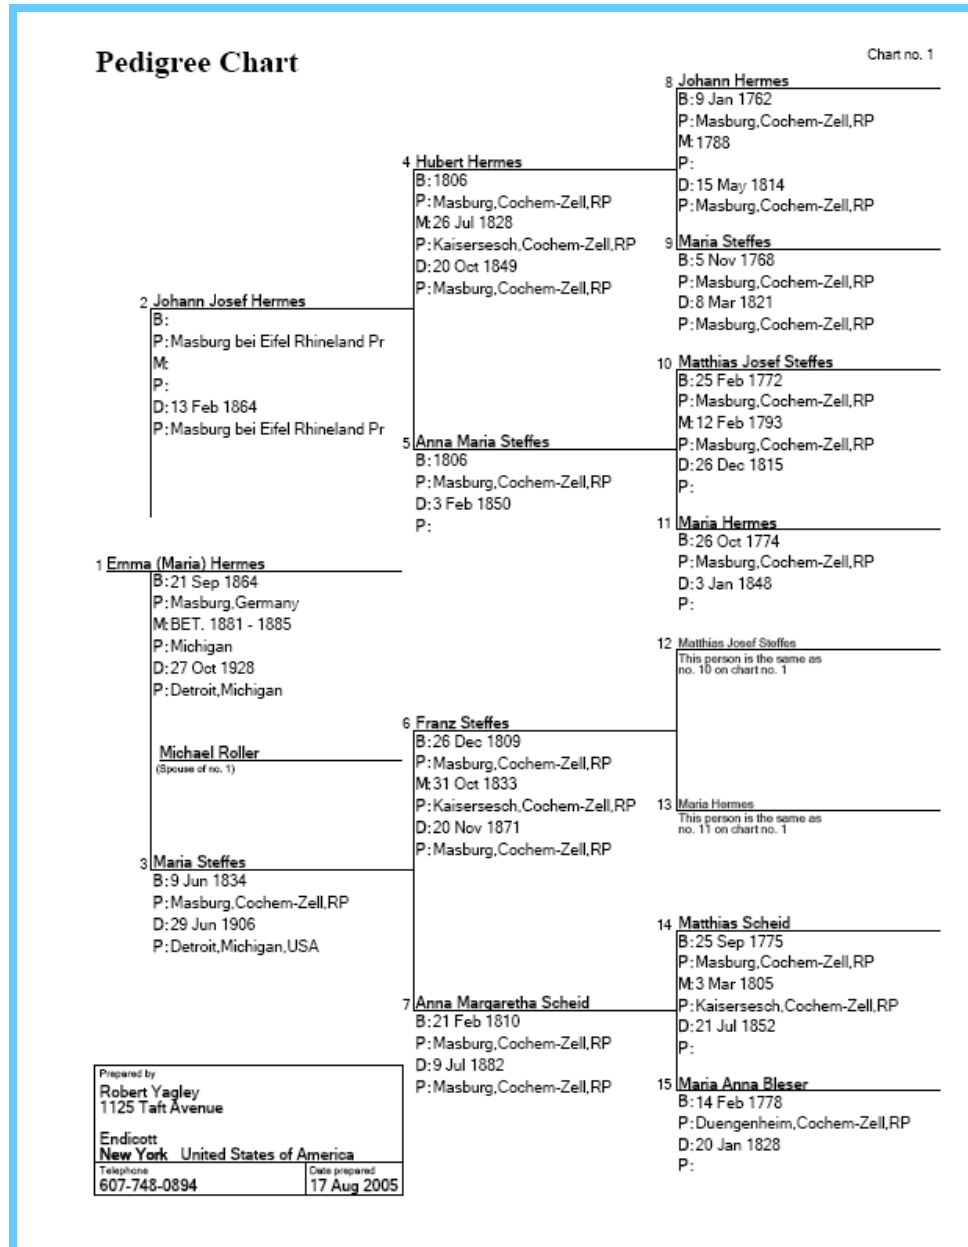 Pedigree Chart
Chart no. 1
8 Johann Hermes
B:9 Jan 1762
P:Masburg,Cochem-Zell,RP
M:1788
P:
D:15 May 1814
P:Masburg,Cochem-Zell,RP
4 Hubert Hermes
B:1806
P:Masburg,Cochem-Zell,RP
M:26 Jul 1828
P:Kaisersesch,Cochem-Zell,RP
D:20 Oct 1849
P:Masburg,Cochem-Zell,RP
9 Maria Steffes
B:5 Nov 1768
P:Masburg,Cochem-Zell,RP
D:8 Mar 1821
P:Masburg,Cochem-Zell,RP
2 Johann Josef Hermes
B:
P:Masburg bei Eifel Rhineland Pr
M:
P:
D:13 Feb 1864
P:Masburg bei Eifel Rhineland Pr
10 Matthias Josef Steffes
B:25 Feb 1772
P:Masburg,Cochem-Zell,RP
M:12 Feb 1793
P:Masburg,Cochem-Zell,RP
D:26 Dec 1815
P:
5 Anna Maria Steffes
B:1806
P:Masburg,Cochem-Zell,RP
D:3 Feb 1850
P:
11 Maria Hermes
B:26 Oct 1774
P:Masburg,Cochem-Zell,RP
D:3 Jan 1848
P:
1 Emma (Maria) Hermes
B:21 Sep 1864
P:Masburg,Germany
M:BET. 1881 - 1885
P:Michigan
D:27 Oct 1928
P:Detroit,Michigan
12 Matthias Josef Steffes
This person is the same as
no. 10 on chart no. 1
6 Franz Steffes
B:26 Dec 1809
P:Masburg,Cochem-Zell,RP
M:31 Oct 1833
P:Kaisersesch,Cochem-Zell,RP
D:20 Nov 1871
P:Masburg,Cochem-Zell,RP
Michael Roller
(Spouse of no. 1)
13 Maria Hermes
This person is the same as
no. 11 on chart no. 1
3 Maria Steffes
B:9 Jun 1834
P:Masburg,Cochem-Zell,RP
D:29 Jun 1906
P:Detroit,Michigan,USA
14 Matthias Scheid
B:25 Sep 1775
P:Masburg,Cochem-Zell,RP
M:3 Mar 1805
P:Kaisersesch,Cochem-Zell,RP
D:21 Jul 1852
P:
7 Anna Margaretha Scheid
B:21 Feb 1810
P:Masburg,Cochem-Zell,RP
D:9 Jul 1882
P:Masburg,Cochem-Zell,RP
15 Maria Anna Bleser
B:14 Feb 1778
P:Duengenheim,Cochem-Zell,RP
D:20 Jan 1828
P:
Prepared by
Robert Yagley
1125 Taft Avenue
Endicott
New York United States of America
Telephone
607-748-0894
Date prepared
17 Aug 2005